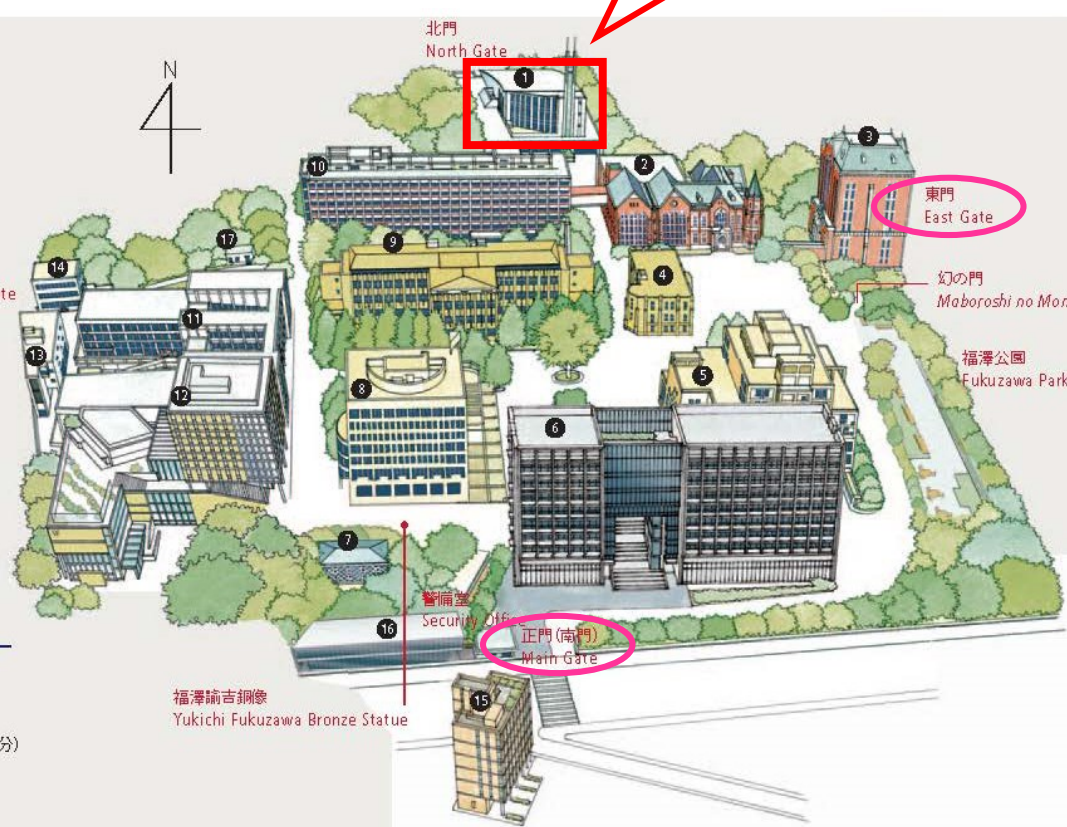 北門
North Gate
N
1
2
3
東門
East Gate
10
17
9
14
4
幻の門
Maboroshi no Mon
te
11
13
福澤公園
Fukuzawa Park
5
12
8
6
7
警備室
Security Office
16
正門(南門)
Main Gate
福澤諭吉銅像
Yukichi Fukuzawa Bronze Statue
15
分)